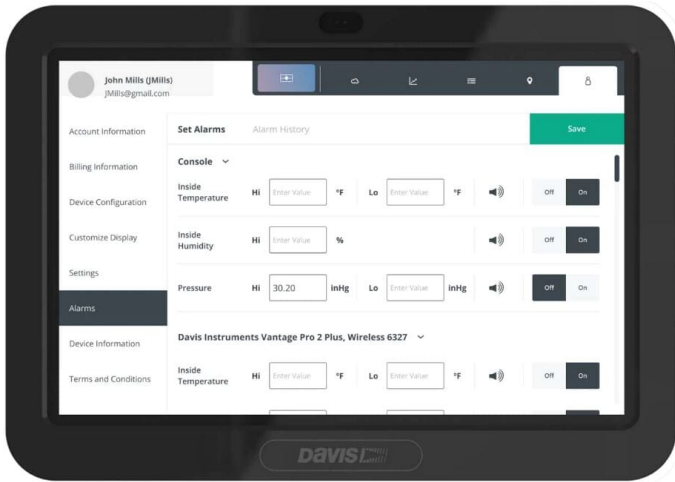 John Mills (JMills)
JMills@gmail.com
Account Information
Billing Information
Device Configuration
Customize Display
Settings
Alarms
Device Information
Terms and Conditions
Set Alarms Alarm History Save
Console
Inside Temperature Hi Enter Value °F Lo Enter Value °F Off On
Inside Humidity Hi Enter Value % Off On
Pressure Hi 30.20 inHg Lo Enter Value inHg Off On
Davis Instruments Vantage Pro 2 Plus, Wireless 6327
Inside Temperature Hi Enter Value °F Lo Enter Value °F Off On
DAVIS